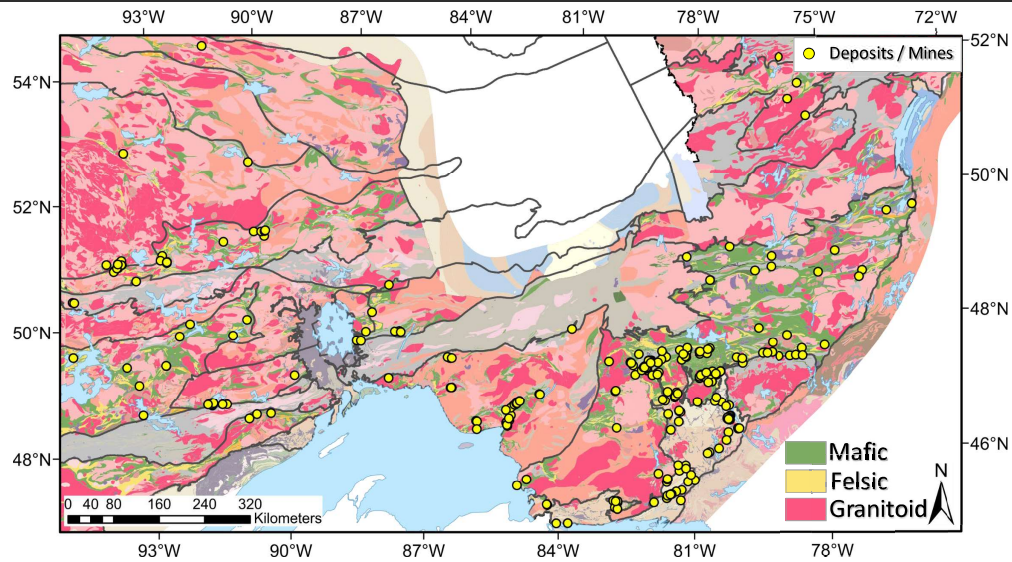 93°W 90°W 87°W 84°W 81°W 78°W 75°W 72°W
Deposits / Mines
52°N
54°N
50°N
52°N
48°N
50°N
46°N
48°N
Mafic
Felsic
Granitoid
N
0 40 80 160 240 320
Kilometers
93°W 90°W 87°W 84°W 81°W 78°W